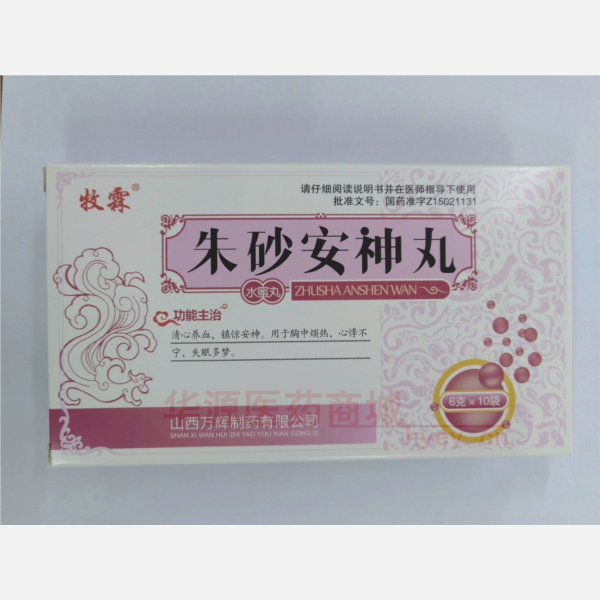 牧霖®
请仔细阅读说明书并在医师指导下使用
批准文号：国药准字Z15021131
朱砂安神丸
水蜜丸
ZHUSHA ANSHEN WAN
功能主治
清心养血，镇惊安神。用于胸中烦热，心悸不
宁，失眠多梦。
6克×10袋
华源医药商城
山西万辉制药有限公司
SHAN XI WAN HUI ZHI YAO YOU XIAN GONG SI